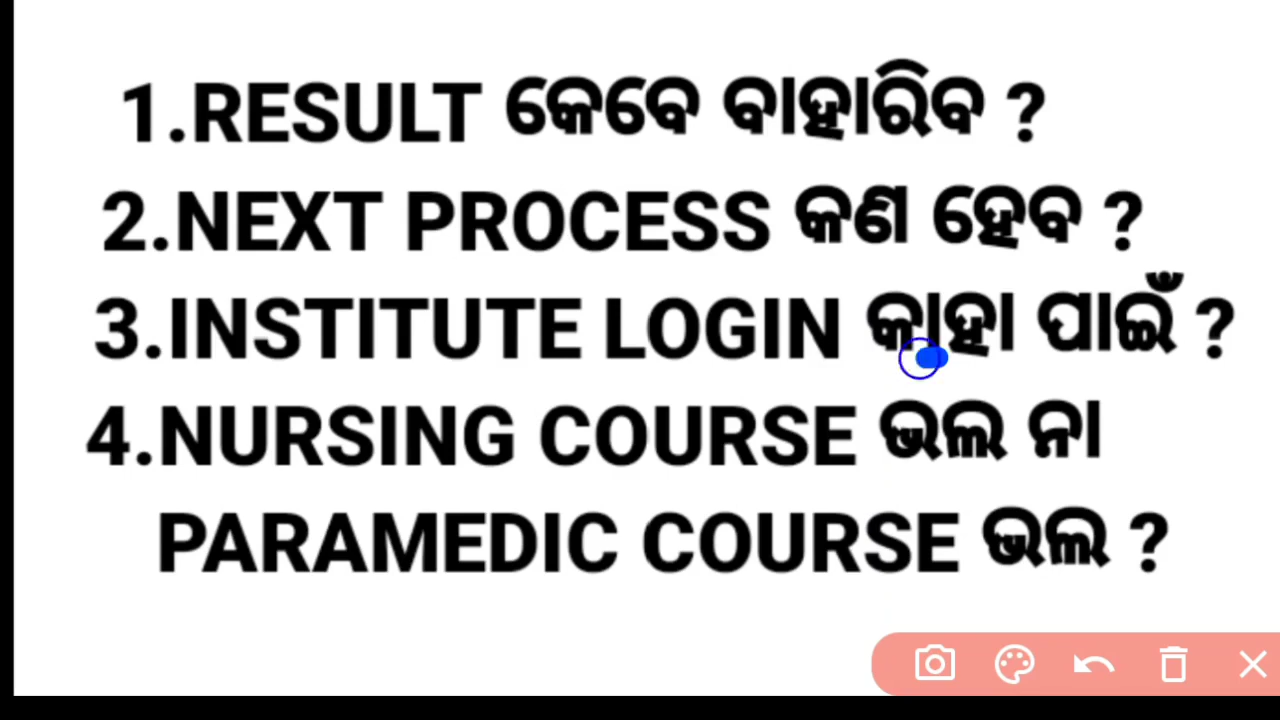 1.RESULT କେବେ ବାହାରିବ ?
2.NEXT PROCESS କଣ ହେବ ?
3.INSTITUTE LOGIN କାହା ପାଇଁ ?
4.NURSING COURSE ଭଲ ନା
PARAMEDIC COURSE ଭଲ ?